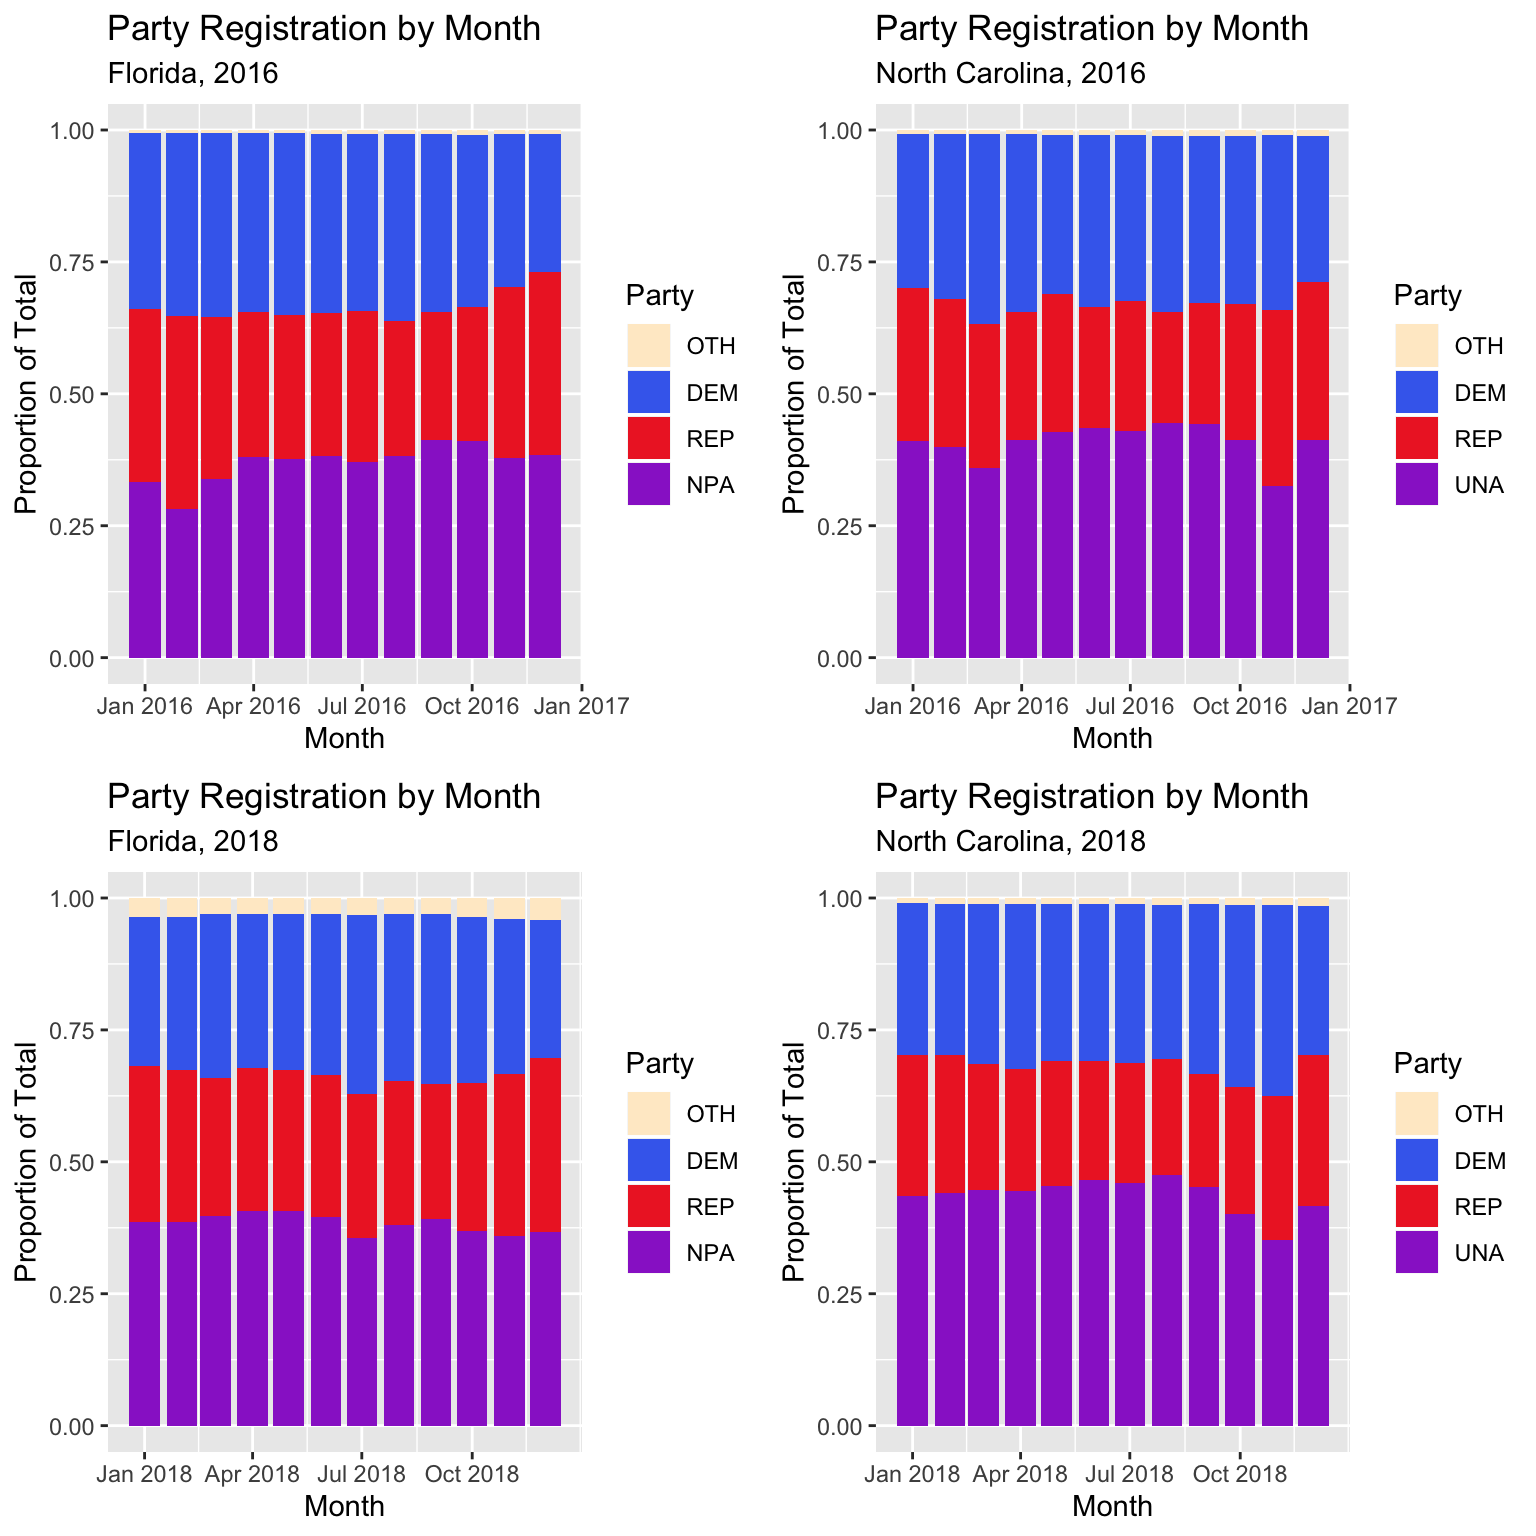 Party Registration by Month
Florida, 2016
1.00
0.75
0.50
0.25
0.00
Proportion of Total
Jan 2016 Apr 2016 Jul 2016 Oct 2016 Jan 2017
Month
Party
OTH
DEM
REP
NPA
Party Registration by Month
North Carolina, 2016
1.00
0.75
0.50
0.25
0.00
Proportion of Total
Jan 2016 Apr 2016 Jul 2016 Oct 2016 Jan 2017
Month
Party
OTH
DEM
REP
UNA
Party Registration by Month
Florida, 2018
1.00
0.75
0.50
0.25
0.00
Proportion of Total
Jan 2018 Apr 2018 Jul 2018 Oct 2018
Month
Party
OTH
DEM
REP
NPA
Party Registration by Month
North Carolina, 2018
1.00
0.75
0.50
0.25
0.00
Proportion of Total
Jan 2018 Apr 2018 Jul 2018 Oct 2018
Month
Party
OTH
DEM
REP
UNA